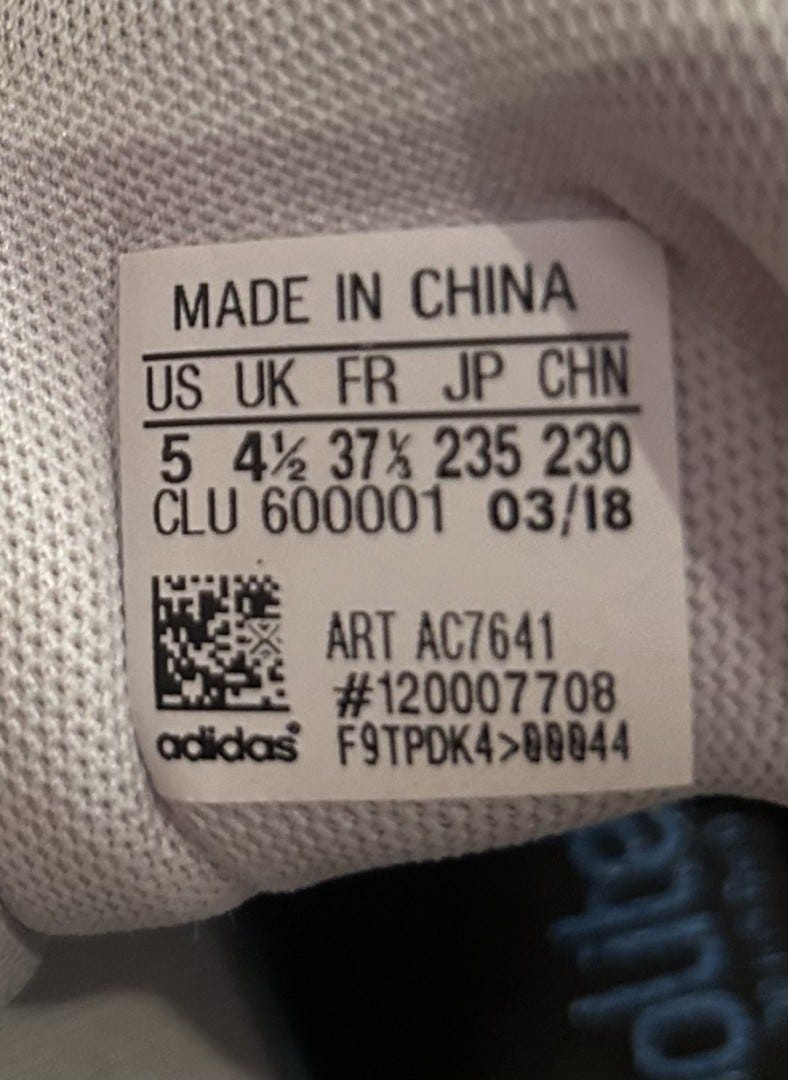 MADE IN CHINA
US UK FR JP CHN
5 4½ 37⅓ 235 230
CLU 600001 03/18
ART AC7641
#120007708
adidas® F9TPDK4>00044